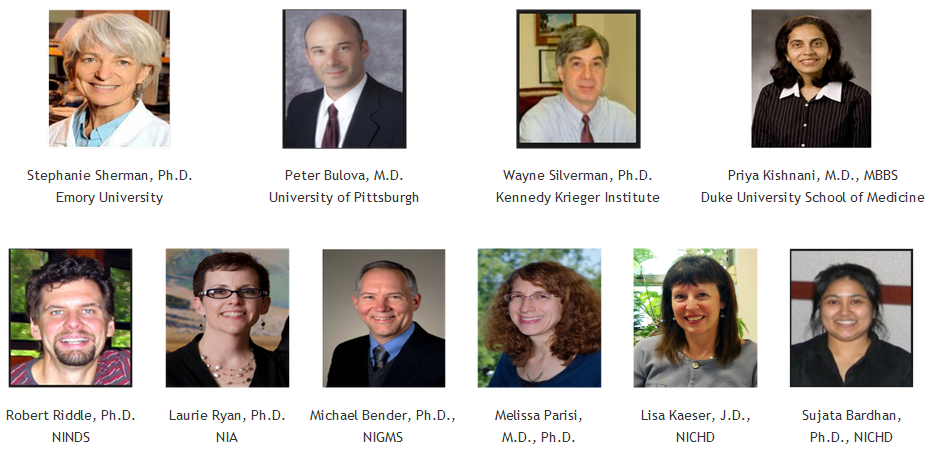 Stephanie Sherman, Ph.D.
Emory University
Peter Bulova, M.D.
University of Pittsburgh
Wayne Silverman, Ph.D.
Kennedy Krieger Institute
Priya Kishnani, M.D., MBBS
Duke University School of Medicine
Robert Riddle, Ph.D.
NINDS
Laurie Ryan, Ph.D.
NIA
Michael Bender, Ph.D.,
NIGMS
Melissa Parisi,
M.D., Ph.D.
Lisa Kaeser, J.D.,
NICHD
Sujata Bardhan,
Ph.D., NICHD